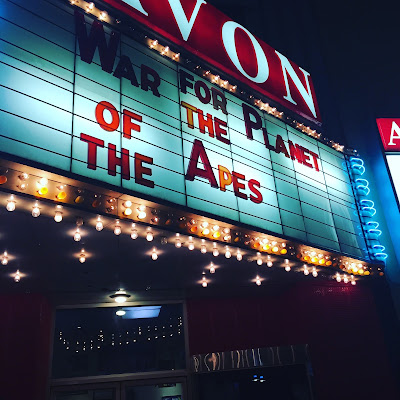 AVON
WAR FOR PLANET
OF THE
THE APES
A